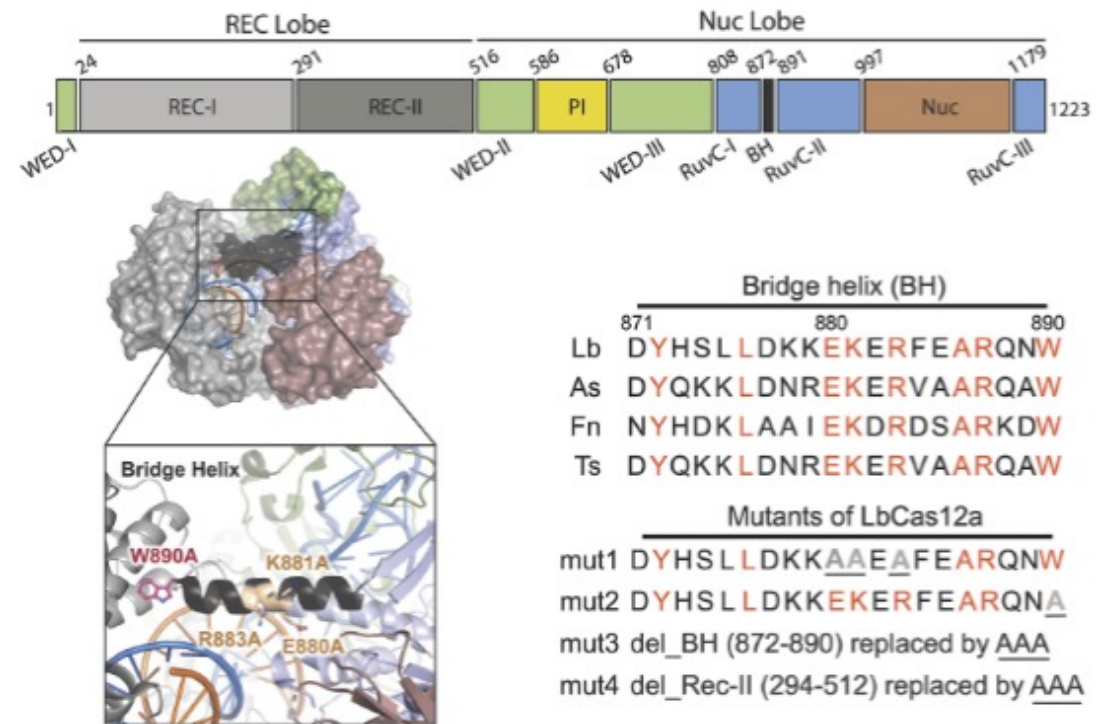 REC Lobe Nuc Lobe
24 291 516 586 678 808 872 891 997 1179
1 REC-I REC-II PI Nuc 1223
WED-I WED-II WED-III RuvC-I BH RuvC-II RuvC-III
Bridge helix (BH)
871 880 890
Lb DYHSLLDKKEKERFEARQNW
As DYQKKLDNREKERVAARQAW
Fn NYHDKLAAIEKDRDSARKDW
Ts DYQKKLDNREKERVAARQAW
Bridge Helix
W890A
K881A
R883A E880A
Mutants of LbCas12a
mut1 DYHSLLDKKAAEAFEARQNW
mut2 DYHSLLDKKEKERFEARQNA
mut3 del_BH (872-890) replaced by AAA
mut4 del_Rec-II (294-512) replaced by AAA